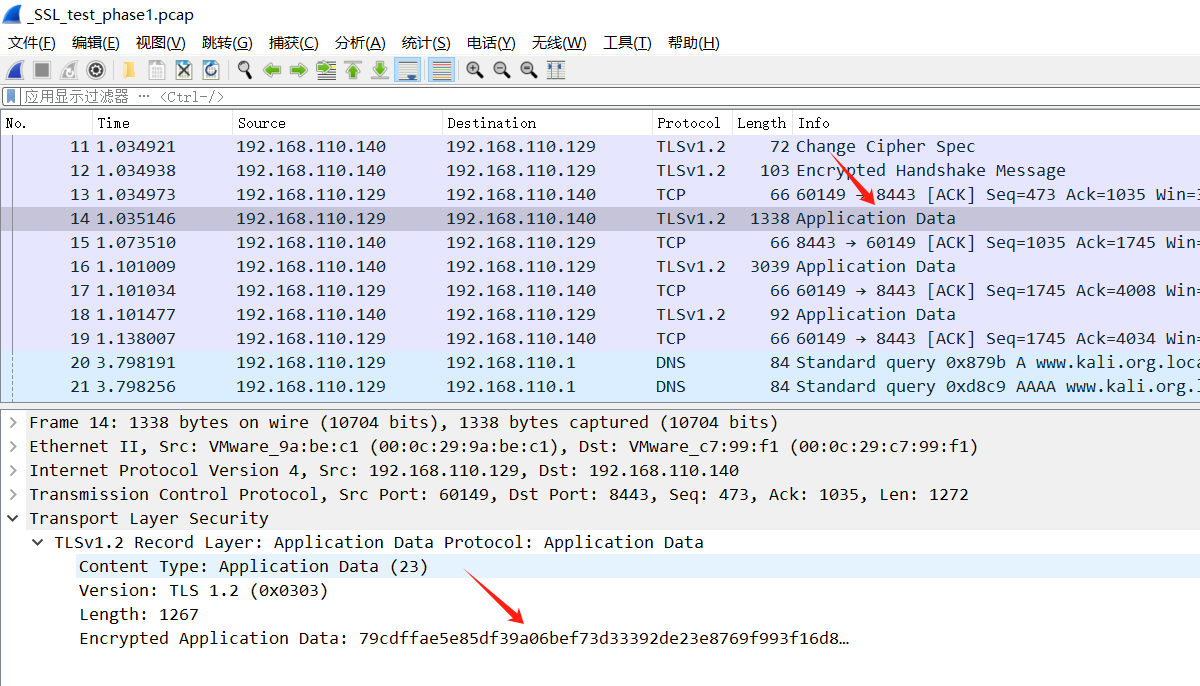 _SSL_test_phase1.pcap
文件(F) 编辑(E) 视图(V) 跳转(G) 捕获(C) 分析(A) 统计(S) 电话(Y) 无线(W) 工具(T) 帮助(H)
应用显示过滤器 … <Ctrl-/>
No. Time Source Destination Protocol Length Info
11 1.034921 192.168.110.140 192.168.110.129 TLSv1.2 72 Change Cipher Spec
12 1.034938 192.168.110.140 192.168.110.129 TLSv1.2 103 Encrypted Handshake Message
13 1.034973 192.168.110.129 192.168.110.140 TCP 66 60149 → 8443 [ACK] Seq=473 Ack=1035 Win=3
14 1.035146 192.168.110.129 192.168.110.140 TLSv1.2 1338 Application Data
15 1.073510 192.168.110.140 192.168.110.129 TCP 66 8443 → 60149 [ACK] Seq=1035 Ack=1745 Win=
16 1.101009 192.168.110.140 192.168.110.129 TLSv1.2 3039 Application Data
17 1.101034 192.168.110.129 192.168.110.140 TCP 66 60149 → 8443 [ACK] Seq=1745 Ack=4008 Win=
18 1.101477 192.168.110.140 192.168.110.129 TLSv1.2 92 Application Data
19 1.138007 192.168.110.129 192.168.110.140 TCP 66 60149 → 8443 [ACK] Seq=1745 Ack=4034 Win=
20 3.798191 192.168.110.129 192.168.110.1 DNS 84 Standard query 0x879b A www.kali.org.loca
21 3.798256 192.168.110.129 192.168.110.1 DNS 84 Standard query 0xd8c9 AAAA www.kali.org.l
Frame 14: 1338 bytes on wire (10704 bits), 1338 bytes captured (10704 bits)
Ethernet II, Src: VMware_9a:be:c1 (00:0c:29:9a:be:c1), Dst: VMware_c7:99:f1 (00:0c:29:c7:99:f1)
Internet Protocol Version 4, Src: 192.168.110.129, Dst: 192.168.110.140
Transmission Control Protocol, Src Port: 60149, Dst Port: 8443, Seq: 473, Ack: 1035, Len: 1272
Transport Layer Security
TLSv1.2 Record Layer: Application Data Protocol: Application Data
Content Type: Application Data (23)
Version: TLS 1.2 (0x0303)
Length: 1267
Encrypted Application Data: 79cdffae5e85df39a06bef73d33392de23e8769f993f16d8…